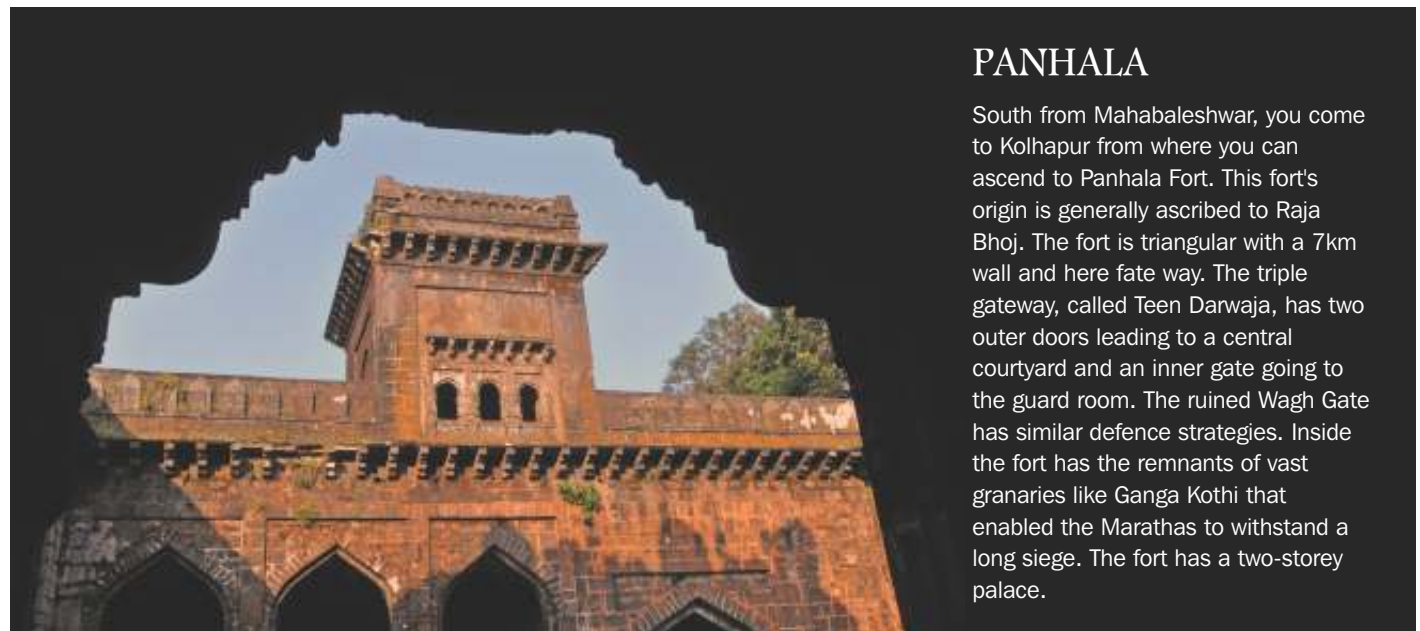 PANHALA
South from Mahabaleshwar, you come
to Kolhapur from where you can
ascend to Panhala Fort. This fort's
origin is generally ascribed to Raja
Bhoj. The fort is triangular with a 7km
wall and here fate way. The triple
gateway, called Teen Darwaja, has two
outer doors leading to a central
courtyard and an inner gate going to
the guard room. The ruined Wagh Gate
has similar defence strategies. Inside
the fort has the remnants of vast
granaries like Ganga Kothi that
enabled the Marathas to withstand a
long siege. The fort has a two-storey
palace.